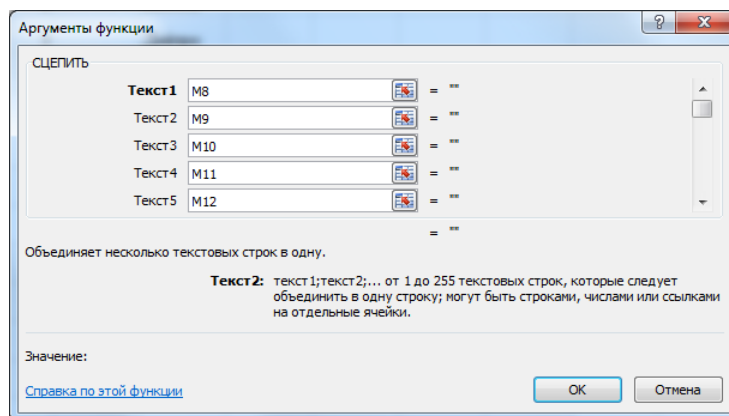 Аргументы функции
СЦЕПИТЬ
Текст1 M8 = ""
Текст2 M9 = ""
Текст3 M10 = ""
Текст4 M11 = ""
Текст5 M12 = ""
= ""
Объединяет несколько текстовых строк в одну.
Текст2: текст1;текст2;... от 1 до 255 текстовых строк, которые следует
объединить в одну строку; могут быть строками, числами или ссылками
на отдельные ячейки.
Значение:
Справка по этой функции
ОК
Отмена